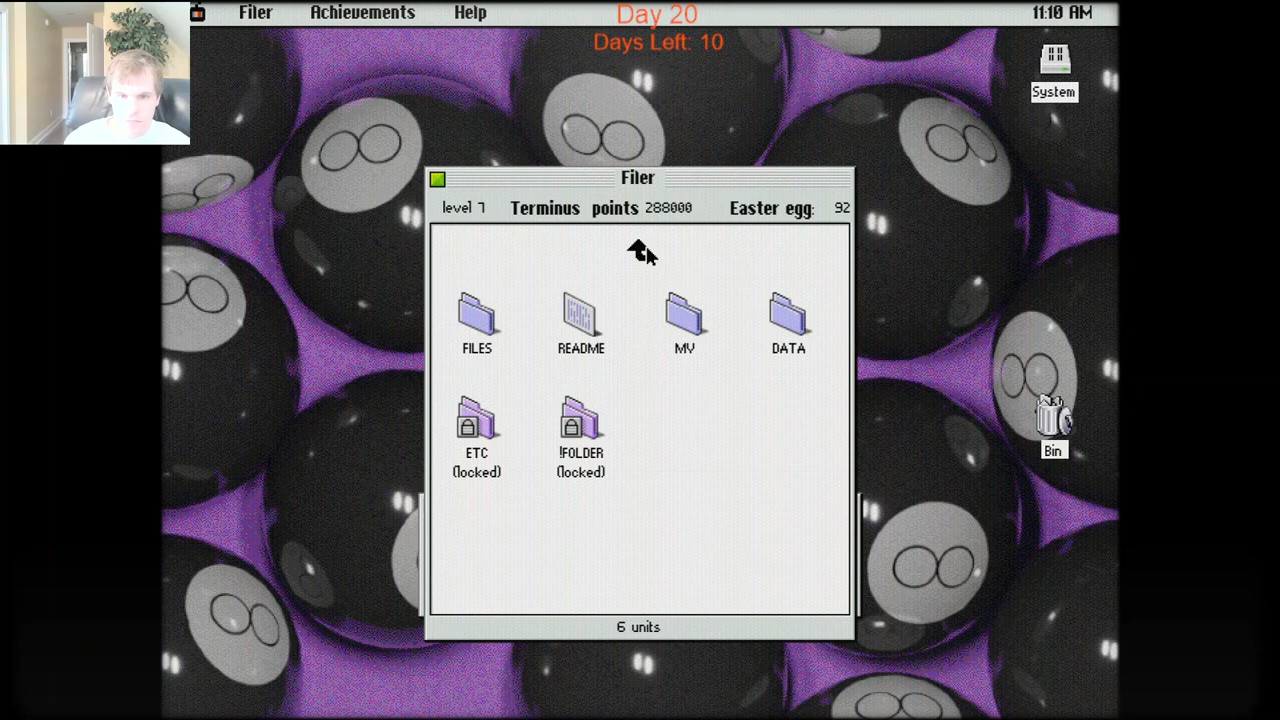 Filer Achievements Help Day 20 11:10 AM
Days Left: 10
System
Filer
level 7 Terminus points 288000 Easter egg: 92
FILES README MY DATA
ETC !FOLDER
(locked) (locked)
Bin
6 units